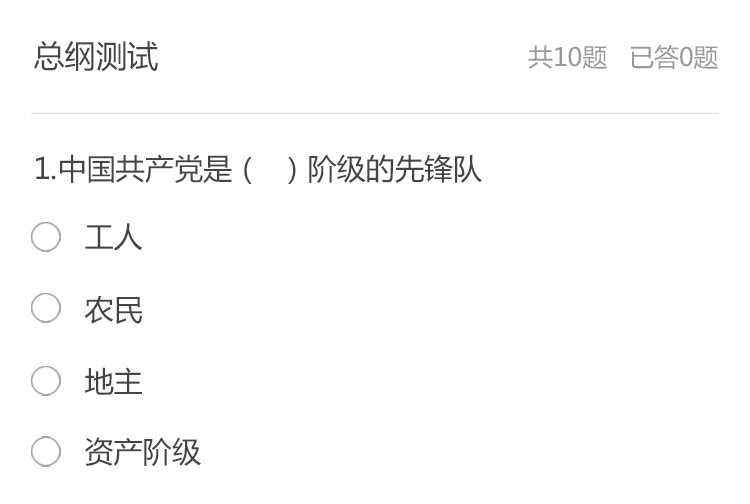 总纲测试 共10题 已答0题
1.中国共产党是（ ）阶级的先锋队
工人
农民
地主
资产阶级